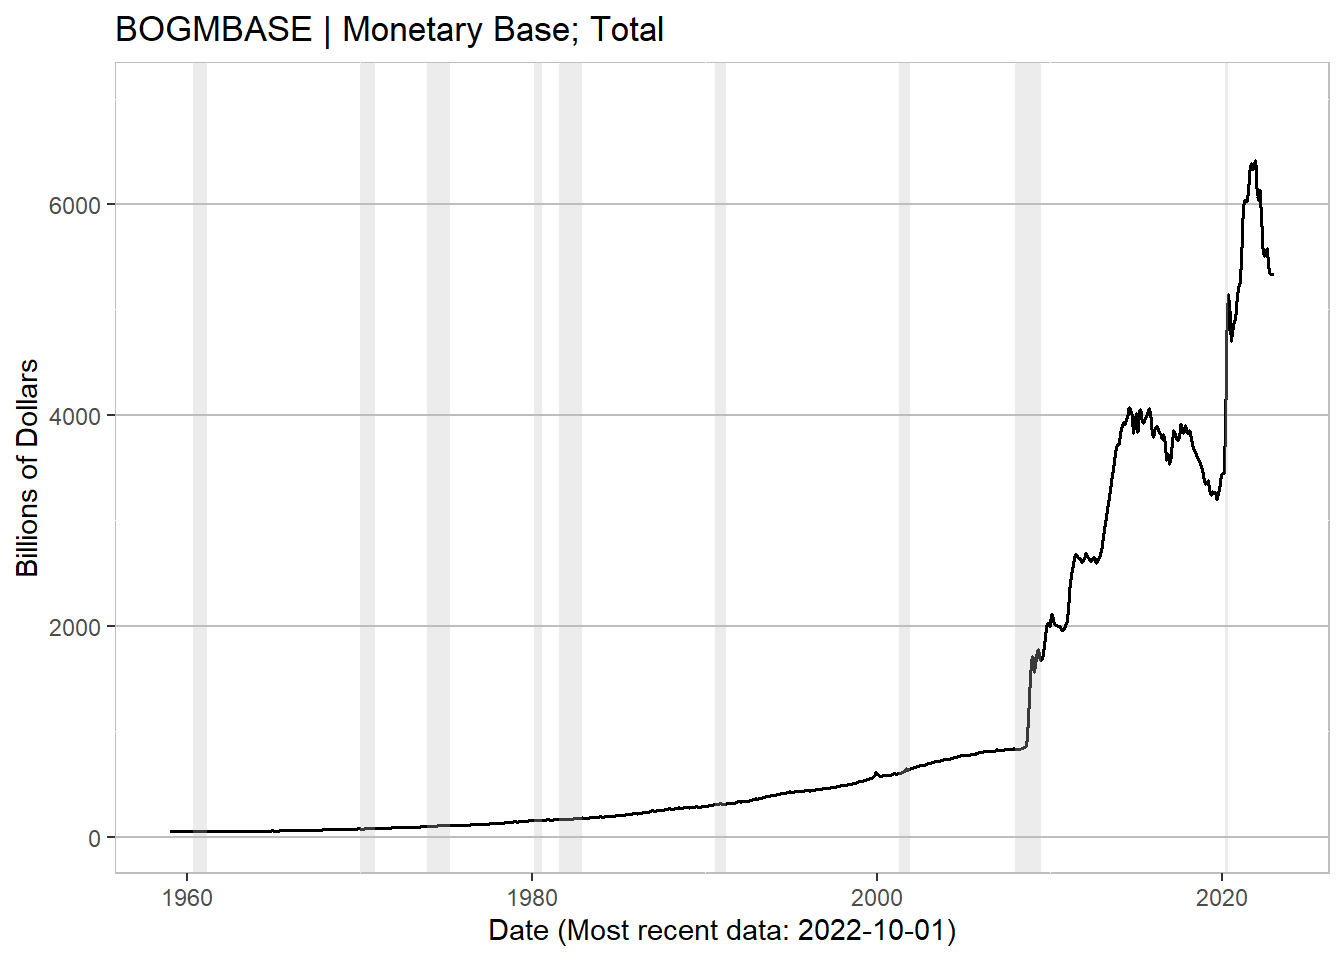 BOGMBASE | Monetary Base; Total
6000
4000
2000
0
Billions of Dollars
1960
1980
2000
2020
Date (Most recent data: 2022-10-01)